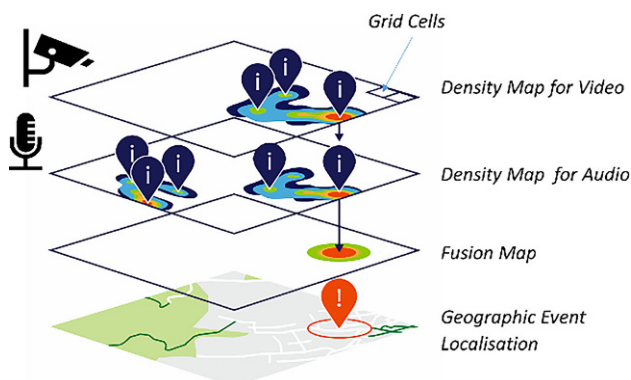 Grid Cells
Density Map for Video
i
i
i
Density Map for Audio
i
i
i
i
i
Fusion Map
!
Geographic Event
Localisation